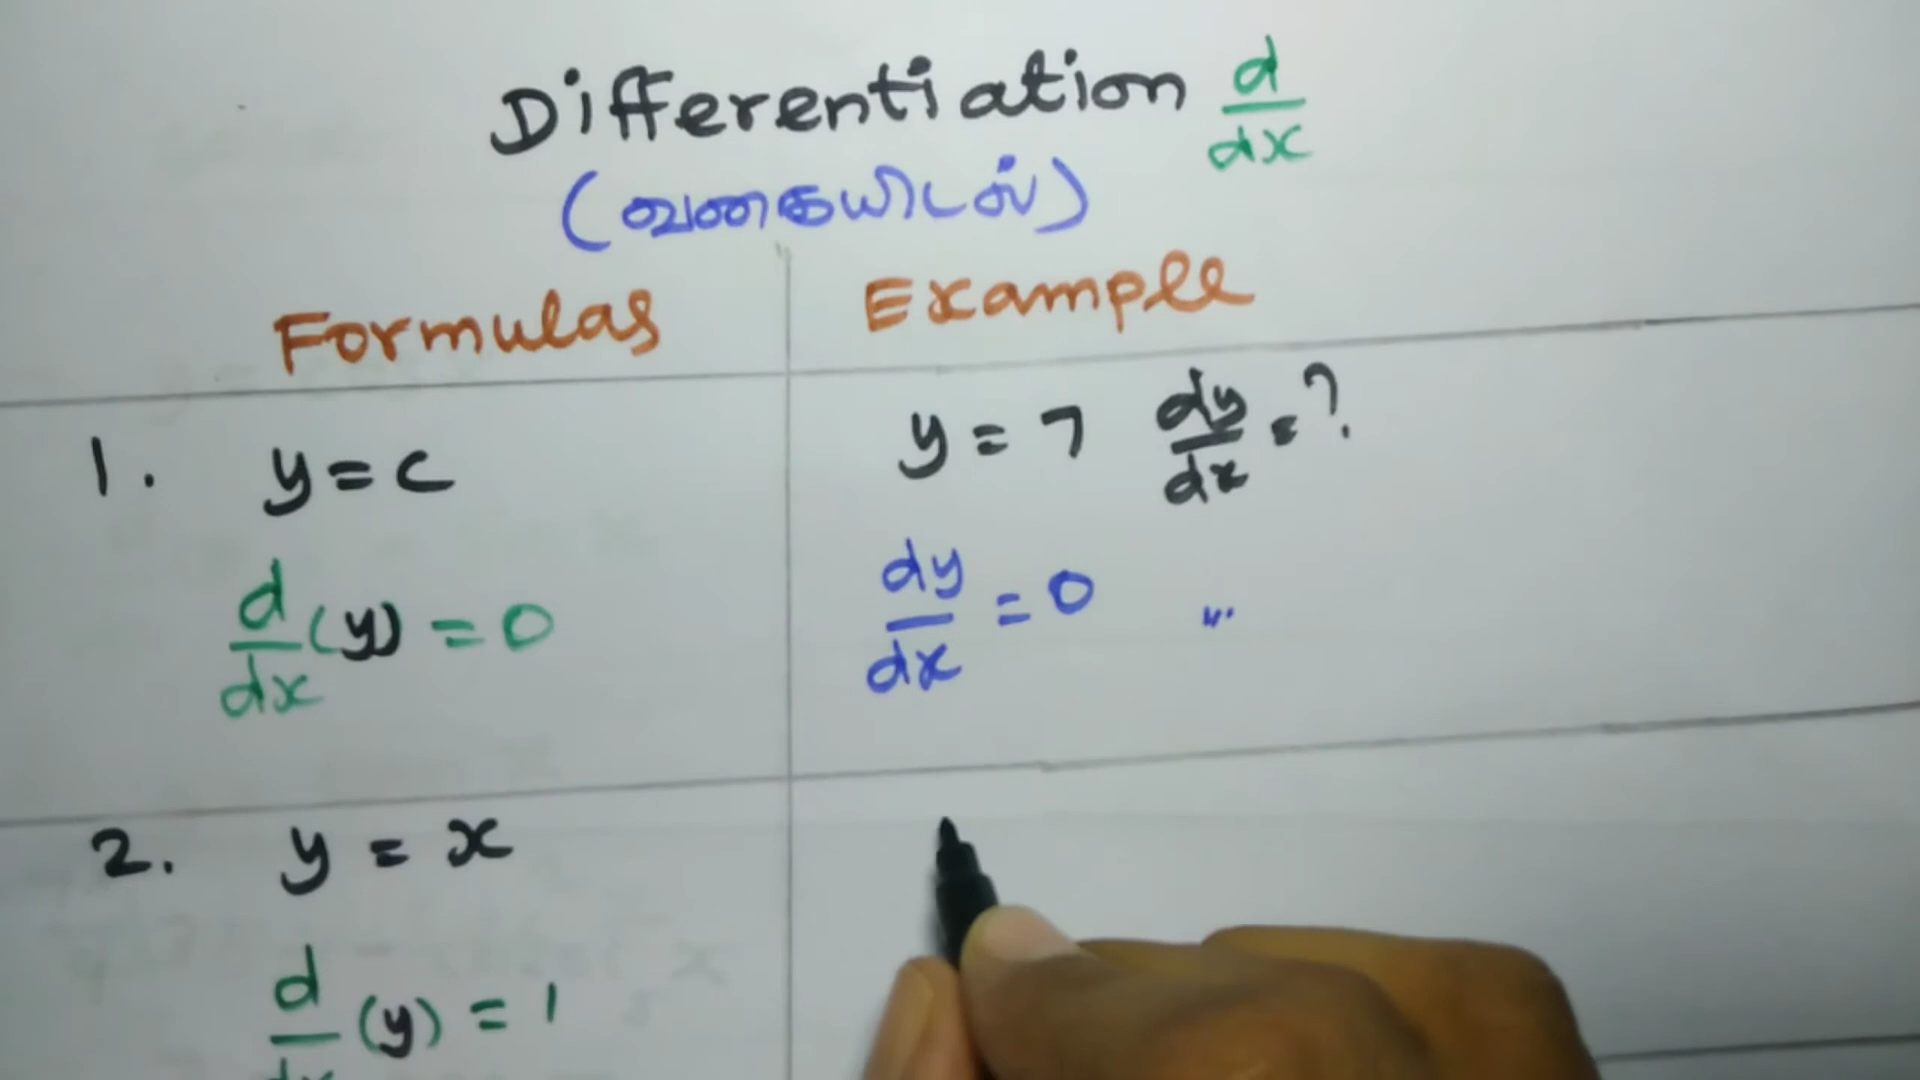 Differentiation d/dx
(வகையிடல்)
Formulas Example
1. y = c
d/dx (y) = 0
y = 7 dy/dx = ?
dy/dx = 0 ,,,
2. y = x
d/dx (y) = 1